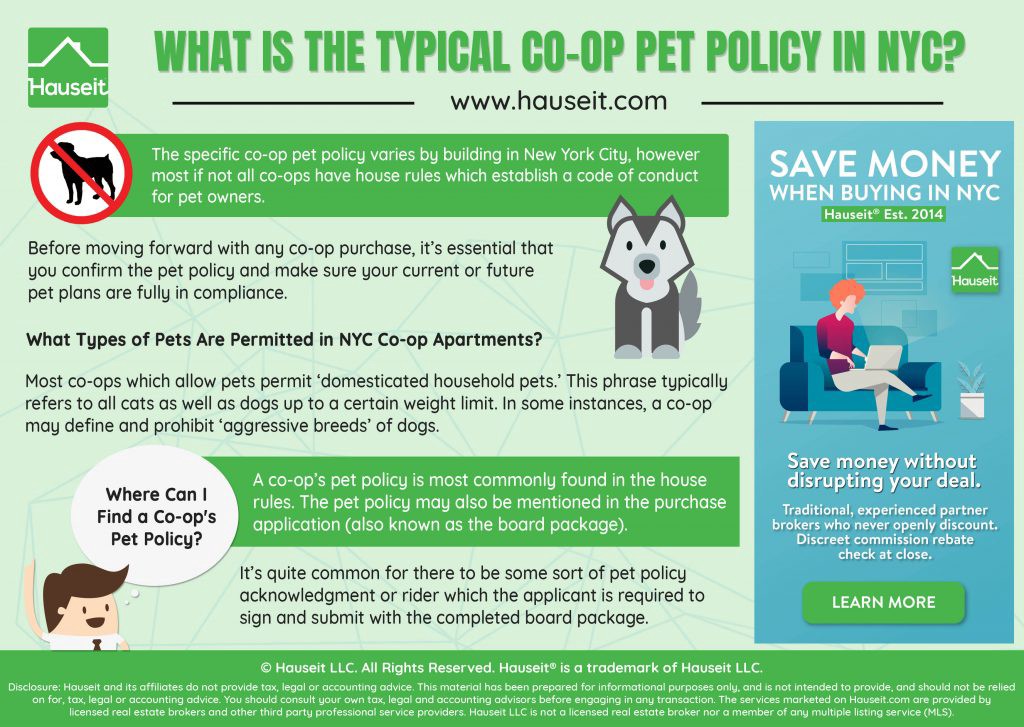 Hauseit
WHAT IS THE TYPICAL CO-OP PET POLICY IN NYC?
www.hauseit.com
The specific co-op pet policy varies by building in New York City, however
most if not all co-ops have house rules which establish a code of conduct
for pet owners.
Before moving forward with any co-op purchase, it's essential that
you confirm the pet policy and make sure your current or future
pet plans are fully in compliance.
What Types of Pets Are Permitted in NYC Co-op Apartments?
Most co-ops which allow pets permit ‘domesticated household pets.’ This phrase typically
refers to all cats as well as dogs up to a certain weight limit. In some instances, a co-op
may define and prohibit ‘aggressive breeds’ of dogs.
Where Can I
Find a Co-op's
Pet Policy?
A co-op's pet policy is most commonly found in the house
rules. The pet policy may also be mentioned in the purchase
application (also known as the board package).
It's quite common for there to be some sort of pet policy
acknowledgment or rider which the applicant is required to
sign and submit with the completed board package.
SAVE MONEY
WHEN BUYING IN NYC
Hauseit® Est. 2014
Hauseit
Save money without
disrupting your deal.
Traditional, experienced partner
brokers who never openly discount.
Discreet commission rebate
check at close.
LEARN MORE
© Hauseit LLC. All Rights Reserved. Hauseit® is a trademark of Hauseit LLC.
Disclosure: Hauseit and its affiliates do not provide tax, legal or accounting advice. This material has been prepared for informational purposes only, and is not intended to provide, and should not be relied
on for, tax, legal or accounting advice. You should consult your own tax, legal and accounting advisors before engaging in any transaction. The services marketed on Hauseit.com are provided by
licensed real estate brokers and other third party professional service providers. Hauseit LLC is not a licensed real estate broker nor a member of any multiple listing service (MLS).